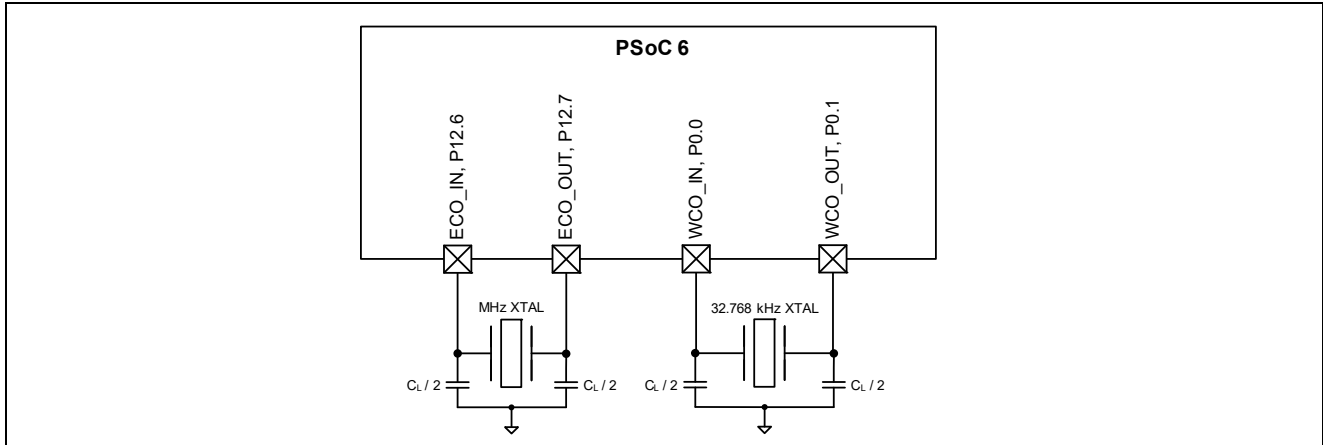 PSoC 6
ECO_IN, P12.6
ECO_OUT, P12.7
WCO_IN, P0.0
WCO_OUT, P0.1
MHz XTAL
32.768 kHz XTAL
CL / 2
CL / 2
CL / 2
CL / 2